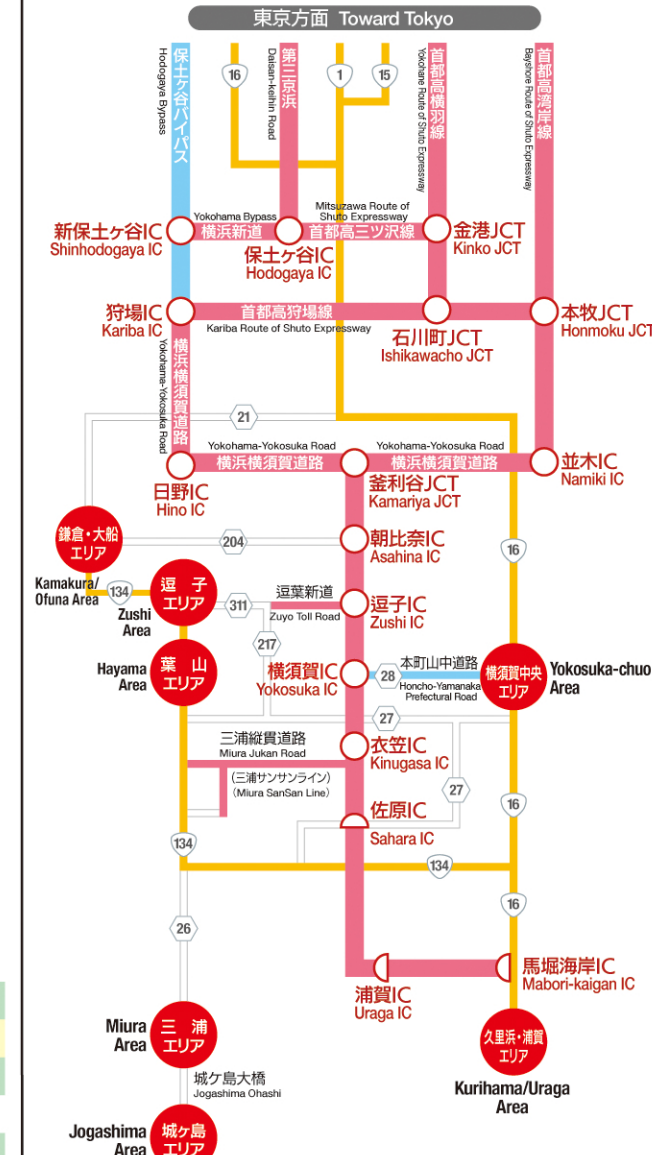 東京方面 Toward Tokyo
保土ヶ谷バイパス
Hodogaya Bypass
16
第三京浜
Daisan-keihin Road
1
15
首都高横羽線
Yokohane Route of Shuto Expressway
首都高湾岸線
Bayshore Route of Shuto Expressway
新保土ヶ谷IC
Shinhodogaya IC
Yokohama Bypass
横浜新道
保土ヶ谷IC
Hodogaya IC
Mitsuzawa Route of
Shuto Expressway
首都高三ツ沢線
金港JCT
Kinko JCT
狩場IC
Kariba IC
首都高狩場線
Kariba Route of Shuto Expressway
石川町JCT
Ishikawacho JCT
本牧JCT
Honmoku JCT
横浜横須賀道路
Yokohama-Yokosuka Road
21
Yokohama-Yokosuka Road
横浜横須賀道路
Yokohama-Yokosuka Road
横浜横須賀道路
日野IC
Hino IC
釜利谷JCT
Kamariya JCT
並木IC
Namiki IC
鎌倉・大船
エリア
Kamakura/
Ofuna Area
204
朝比奈IC
Asahina IC
16
134
逗子
エリア
Zushi
Area
311
逗葉新道
Zuyo Toll Road
逗子IC
Zushi IC
217
葉山
エリア
Hayama
Area
横須賀IC
Yokosuka IC
28
本町山中道路
Honcho-Yamanaka
Prefectural Road
横須賀中央
エリア
Yokosuka-chuo
Area
27
三浦縦貫道路
Miura Jukan Road
衣笠IC
Kinugasa IC
(三浦サンサンライン)
(Miura SanSan Line)
27
16
佐原IC
Sahara IC
134
134
16
26
浦賀IC
Uraga IC
馬堀海岸IC
Mabori-kaigan IC
三浦
エリア
Miura
Area
久里浜・浦賀
エリア
Kurihama/Uraga
Area
城ケ島大橋
Jogashima Ohashi
城ヶ島
エリア
Jogashima
Area